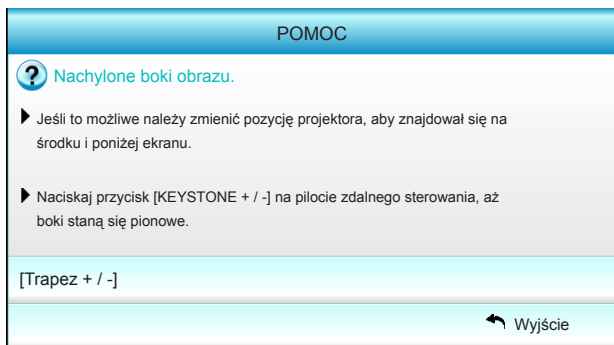 POMOC
Nachylone boki obrazu.
Jeśli to możliwe należy zmienić pozycję projektora, aby znajdował się na
środku i poniżej ekranu.
Naciskaj przycisk [KEYSTONE + / -] na pilocie zdalnego sterowania, aż
boki staną się pionowe.
[Trapez + / -]
Wyjście